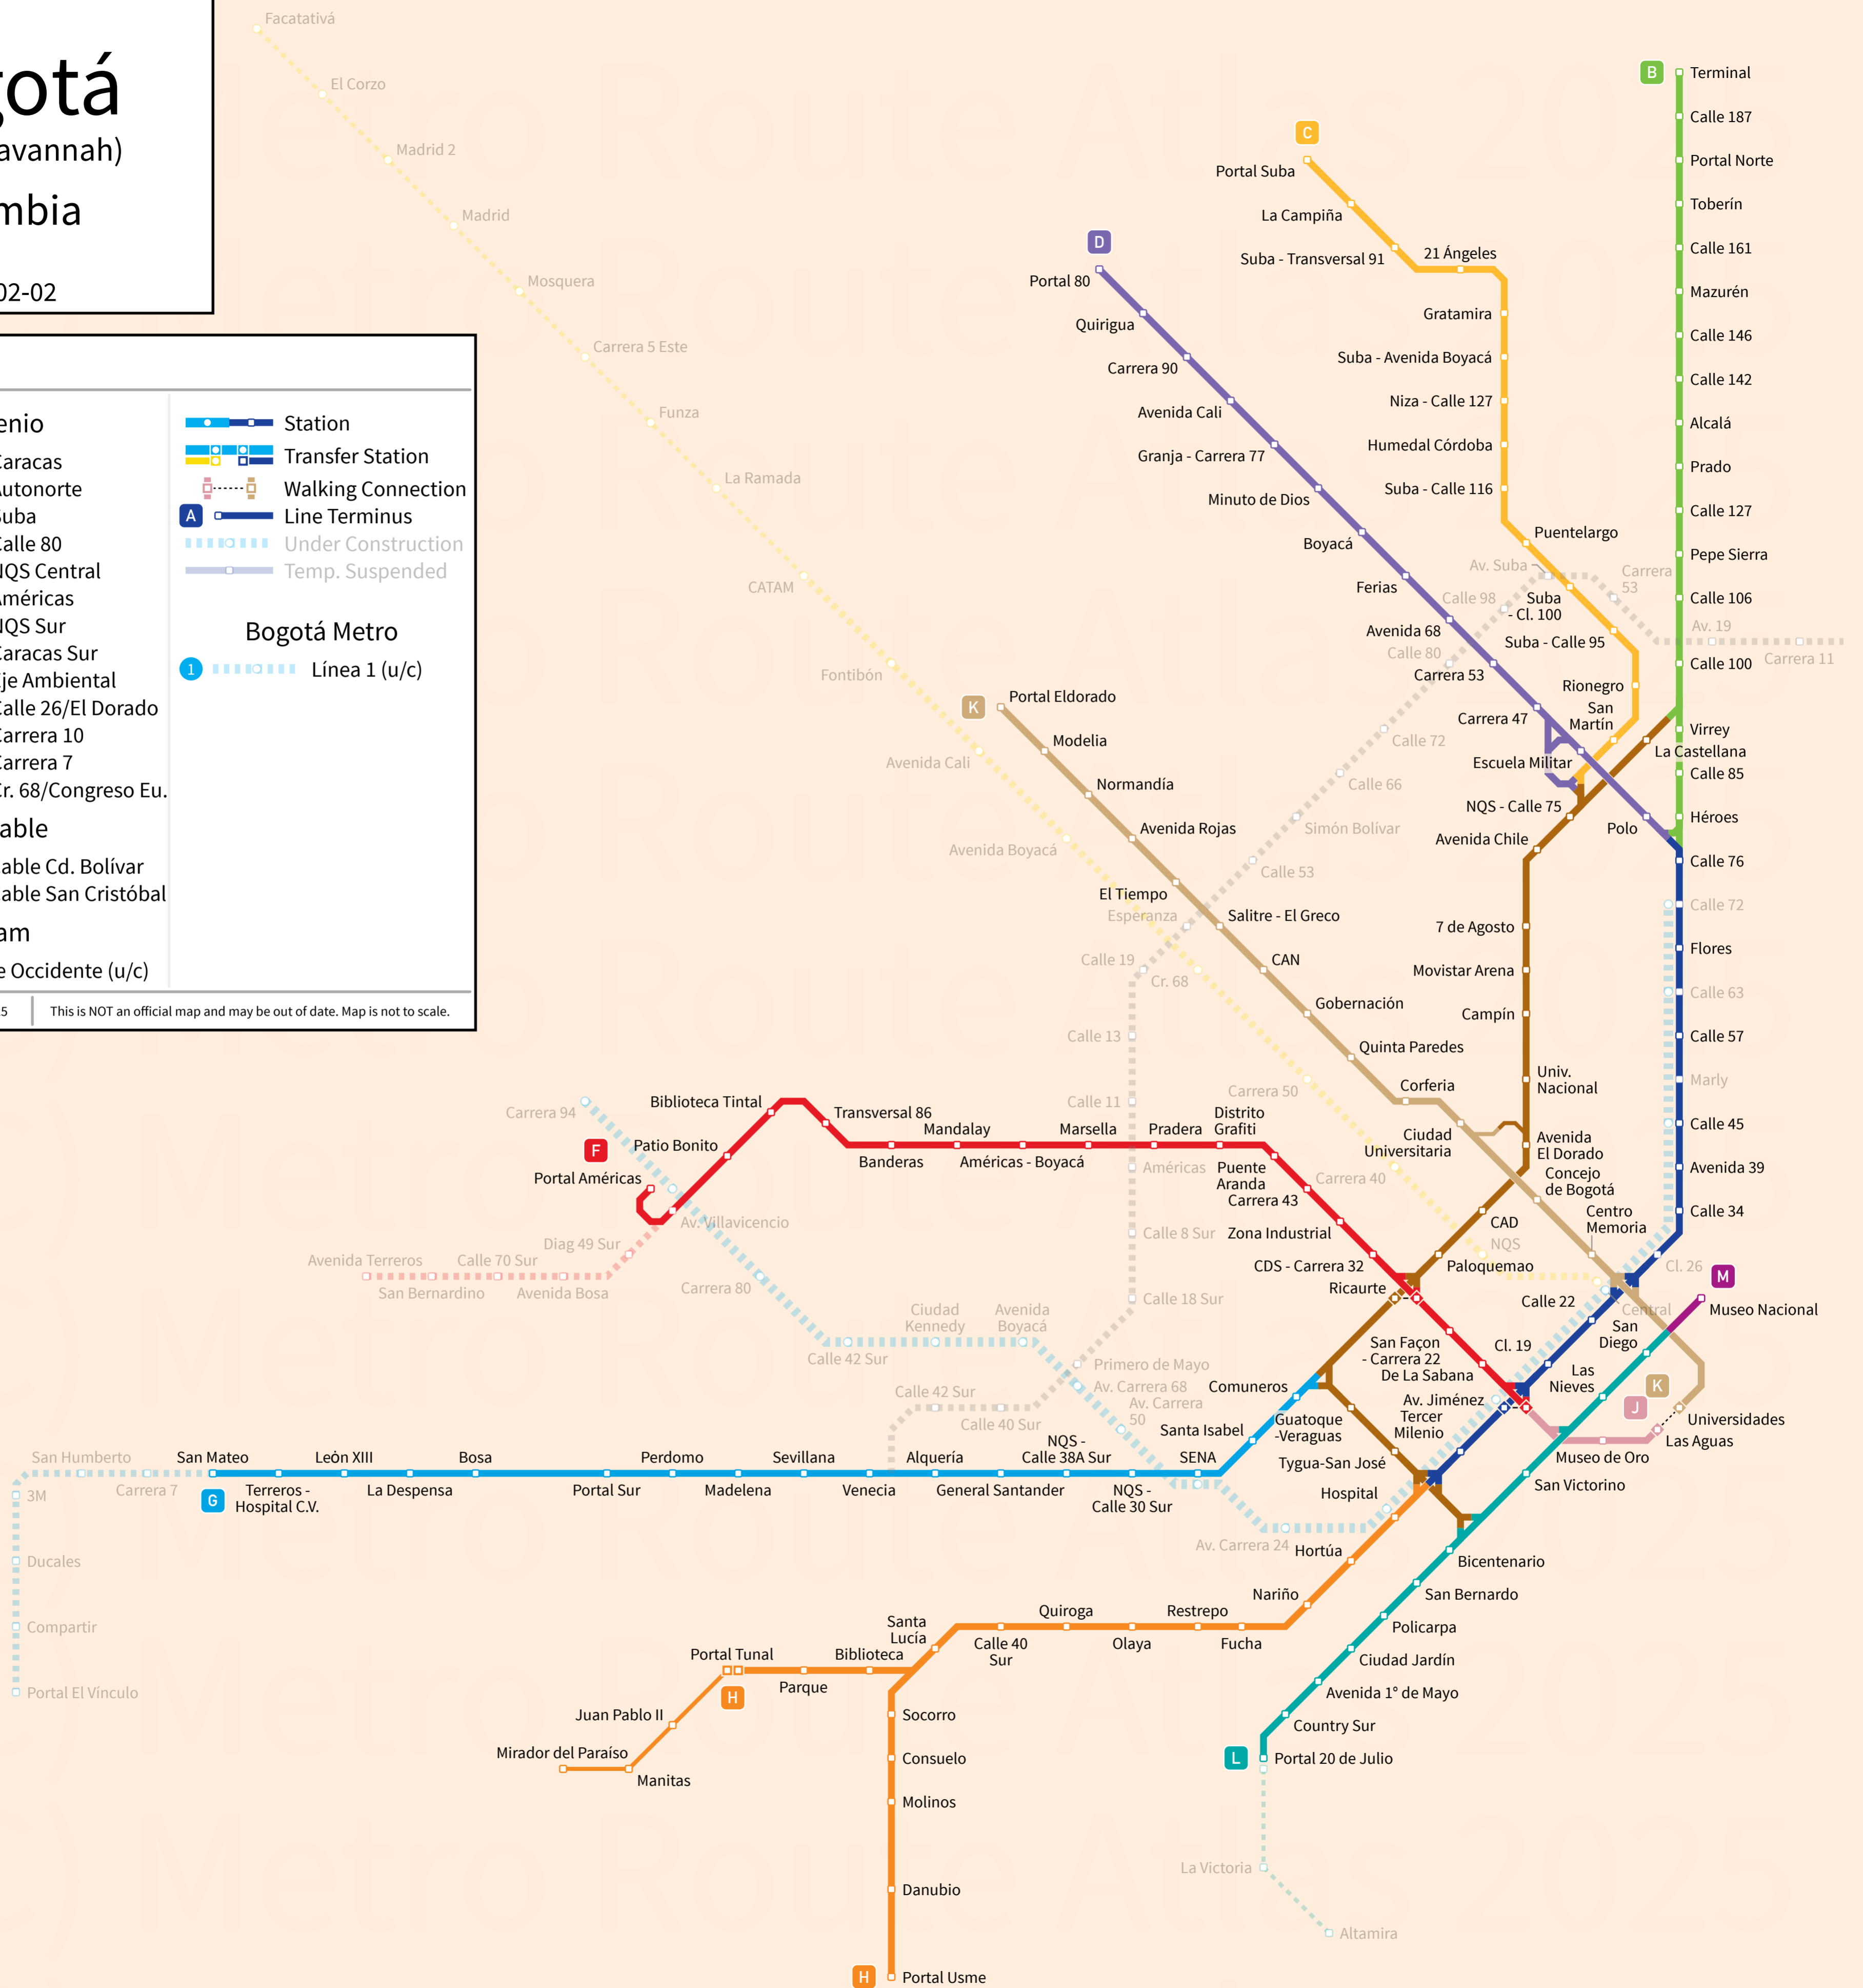 gotá
avannah)
mbia
02-02
enio
Caracas
Autonorte
Suba
Calle 80
NQS Central
Américas
NQS Sur
Caracas Sur
Eje Ambiental
Calle 26/El Dorado
Carrera 10
Carrera 7
Cr. 68/Congreso Eu.
able
able Cd. Bolívar
able San Cristóbal
am
e Occidente (u/c)
Station
Transfer Station
Walking Connection
A
Line Terminus
Under Construction
Temp. Suspended
Bogotá Metro
1
Línea 1 (u/c)
5
This is NOT an official map and may be out of date. Map is not to scale.
Facatativá
El Corzo
Madrid 2
Madrid
Mosquera
Carrera 5 Este
Funza
La Ramada
CATAM
Fontibón
Avenida Cali
Avenida Boyacá
Cr. 68
Carrera 50
Carrera 40
NQS
Central
B
Terminal
Calle 187
Portal Norte
Toberín
Calle 161
Mazurén
Calle 146
Calle 142
Alcalá
Prado
Calle 127
Pepe Sierra
Calle 106
Calle 100
Virrey
Calle 85
Héroes
Calle 76
Calle 72
Flores
Calle 63
Calle 57
Marly
Calle 45
Avenida 39
Calle 34
Cl. 26
Calle 22
Cl. 19
Av. Jiménez
Tercer
Milenio
C
Portal Suba
La Campiña
Suba - Transversal 91
21 Ángeles
Gratamira
Suba - Avenida Boyacá
Niza - Calle 127
Humedal Córdoba
Suba - Calle 116
Puentelargo
Suba
- Cl. 100
Suba - Calle 95
Rionegro
San
Martín
D
Portal 80
Quirigua
Carrera 90
Avenida Cali
Granja - Carrera 77
Minuto de Dios
Boyacá
Ferias
Avenida 68
Carrera 53
Carrera 47
Escuela Militar
Polo
La Castellana
NQS - Calle 75
Avenida Chile
7 de Agosto
Movistar Arena
Campín
Univ.
Nacional
Avenida
El Dorado
CAD
Paloquemao
Ricaurte
Comuneros
Santa Isabel
SENA
NQS -
Calle 30 Sur
NQS -
Calle 38A Sur
General Santander
Alquería
Venecia
Sevillana
Madelena
Perdomo
Portal Sur
Bosa
La Despensa
León XIII
Terreros -
Hospital C.V.
San Mateo
G
San Humberto
Carrera 7
3M
Ducales
Compartir
Portal El Vínculo
Av. Suba
Carrera
53
Av. 19
Carrera 11
Calle 98
Calle 80
Calle 72
Calle 66
Simón Bolívar
Calle 53
Esperanza
Calle 19
Calle 13
Calle 11
Américas
Calle 8 Sur
Calle 18 Sur
Primero de Mayo
Calle 40 Sur
Calle 42 Sur
K
Portal Eldorado
Modelia
Normandía
Avenida Rojas
El Tiempo
Salitre - El Greco
CAN
Gobernación
Quinta Paredes
Corferia
Ciudad
Universitaria
Concejo
de Bogotá
Centro
Memoria
K
Universidades
F
Portal Américas
Patio Bonito
Biblioteca Tintal
Transversal 86
Banderas
Mandalay
Américas - Boyacá
Marsella
Pradera
Distrito
Grafiti
Puente
Aranda
Carrera 43
Zona Industrial
CDS - Carrera 32
San Façon
- Carrera 22
De La Sabana
Avenida Terreros
San Bernardino
Calle 70 Sur
Avenida Bosa
Diag 49 Sur
Av. Villavicencio
Carrera 94
Carrera 80
Calle 42 Sur
Ciudad
Kennedy
Avenida
Boyacá
Av. Carrera 68
Av. Carrera
50
Av. Carrera 24
Guatoque
-Veraguas
Tygua-San José
Hospital
Hortúa
Nariño
Fucha
Restrepo
Olaya
Quiroga
Calle 40
Sur
Santa
Lucía
Biblioteca
Parque
Portal Tunal
H
Juan Pablo II
Manitas
Mirador del Paraíso
Socorro
Consuelo
Molinos
Danubio
Portal Usme
H
M
Museo Nacional
San
Diego
Las
Nieves
J
Las Aguas
Museo de Oro
San Victorino
Bicentenario
San Bernardo
Policarpa
Ciudad Jardín
Avenida 1° de Mayo
Country Sur
L
Portal 20 de Julio
La Victoria
Altamira